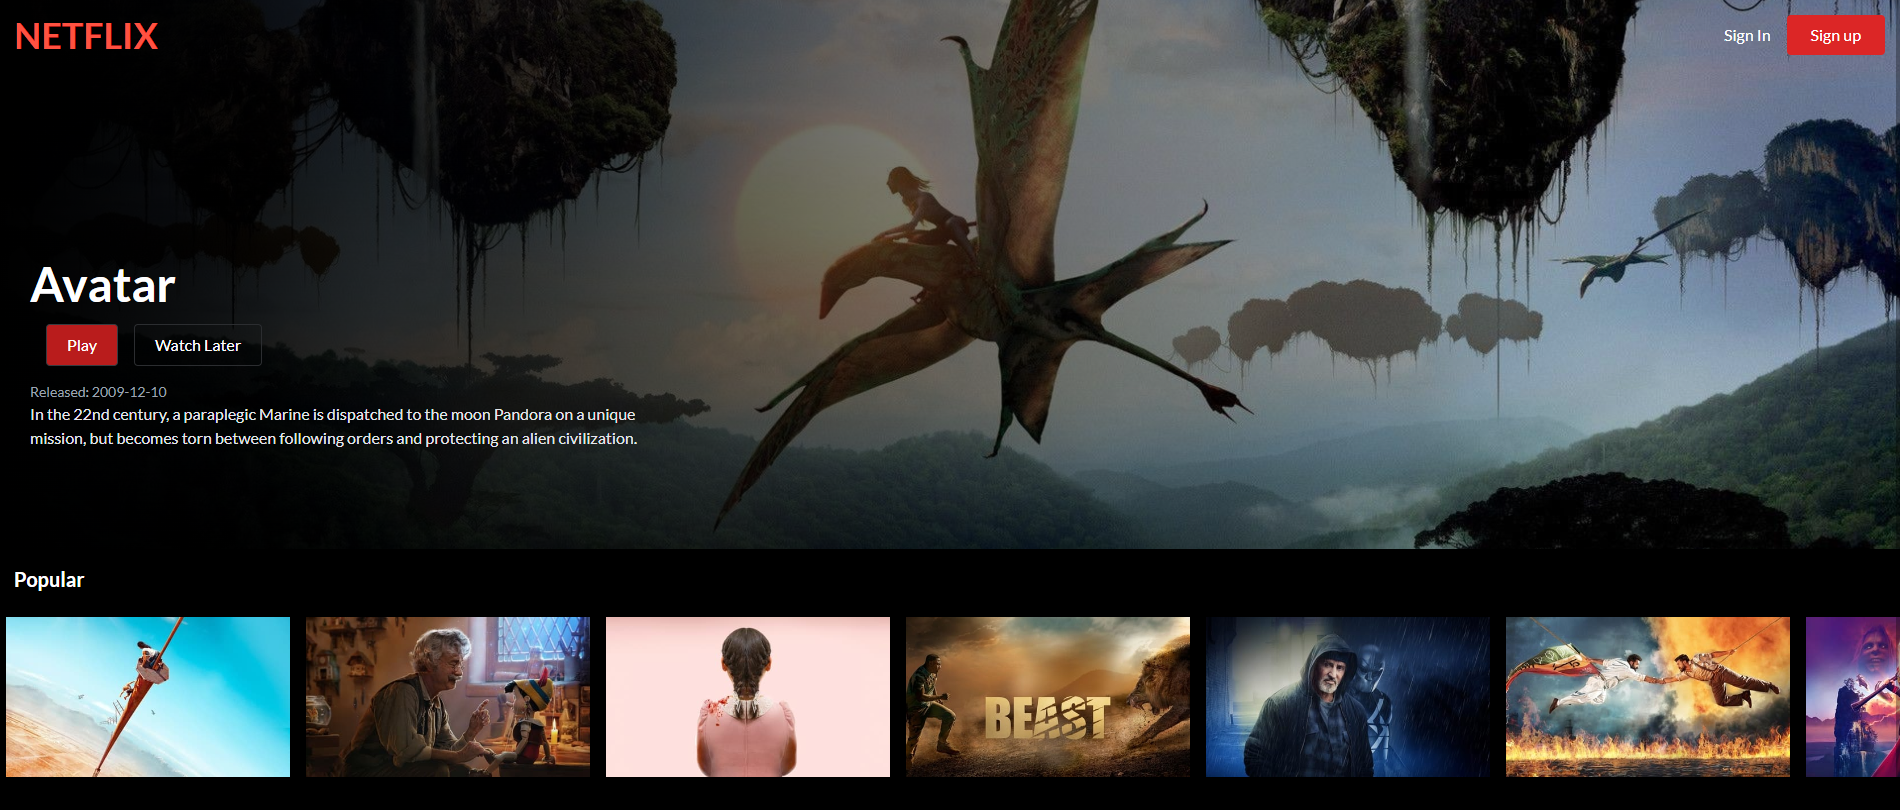 NETFLIX
Sign In
Sign up
Avatar
Play
Watch Later
Released: 2009-12-10
In the 22nd century, a paraplegic Marine is dispatched to the moon Pandora on a unique
mission, but becomes torn between following orders and protecting an alien civilization.
Popular
BEAST